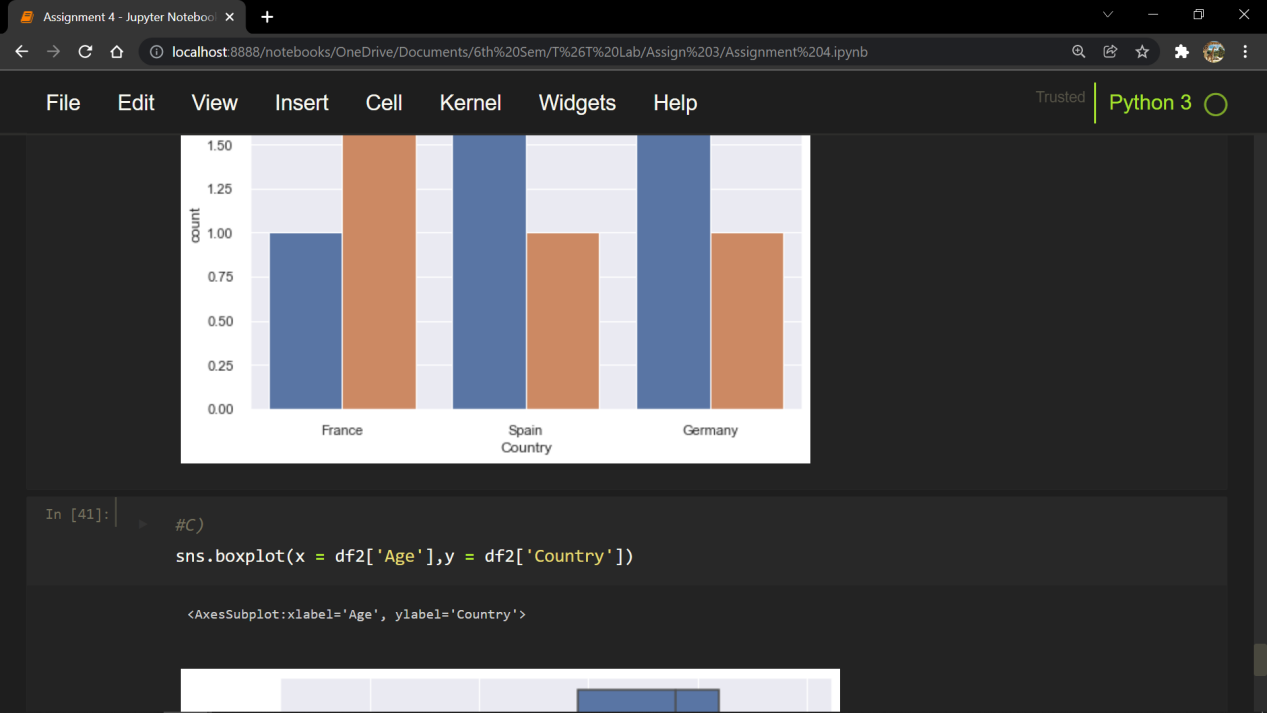 Assignment 4 - Jupyter Noteboo
localhost:8888/notebooks/OneDrive/Documents/6th%20Sem/T%26T%20Lab/Assign%203/Assignment%204.ipynb
File Edit View Insert Cell Kernel Widgets Help Trusted Python 3
1.50
1.25
1.00
0.75
0.50
0.25
0.00
count
France Spain Germany
Country
In [41]:
#C)
sns.boxplot(x = df2['Age'],y = df2['Country'])
<AxesSubplot:xlabel='Age', ylabel='Country'>